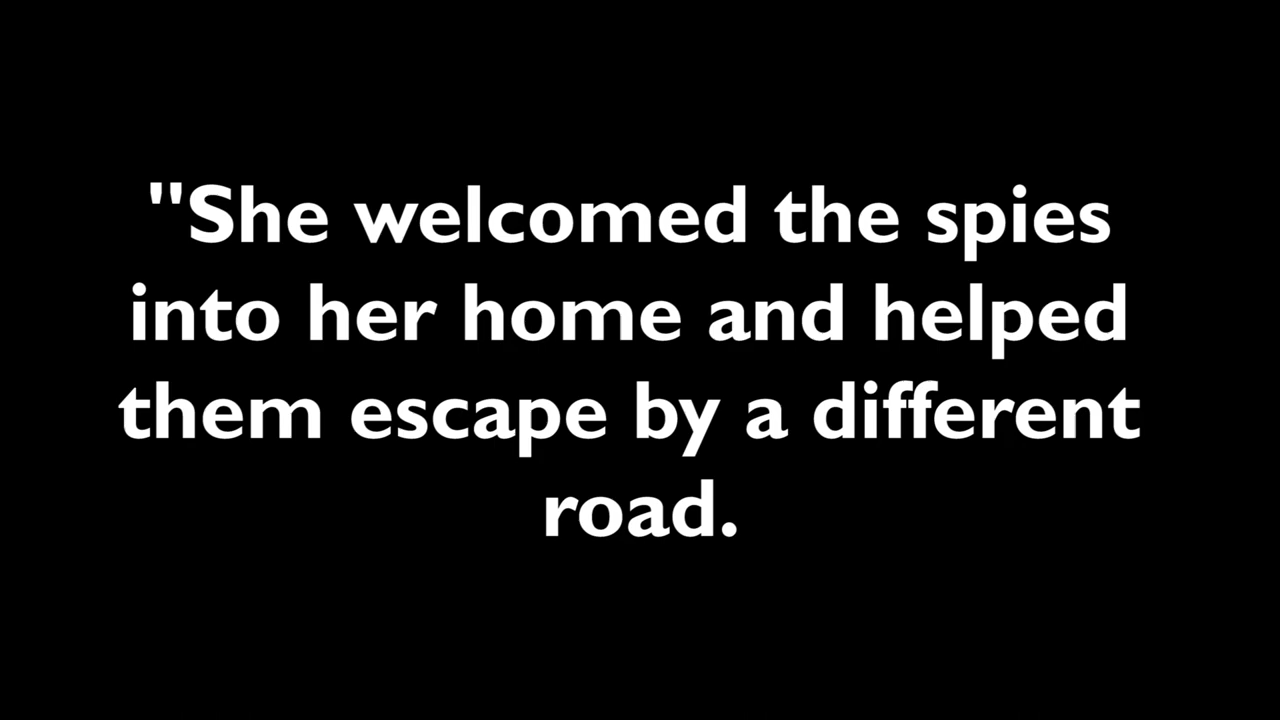 "She welcomed the spies
into her home and helped
them escape by a different
road.